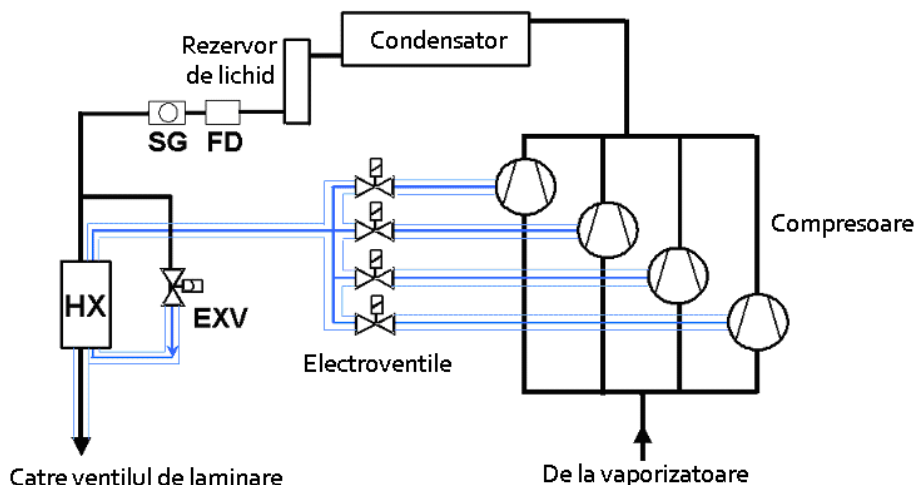 Condensator
Rezervor
de lichid
SG FD
Compresoare
HX
EXV
Electroventile
Catre ventilul de laminare
De la vaporizatoare